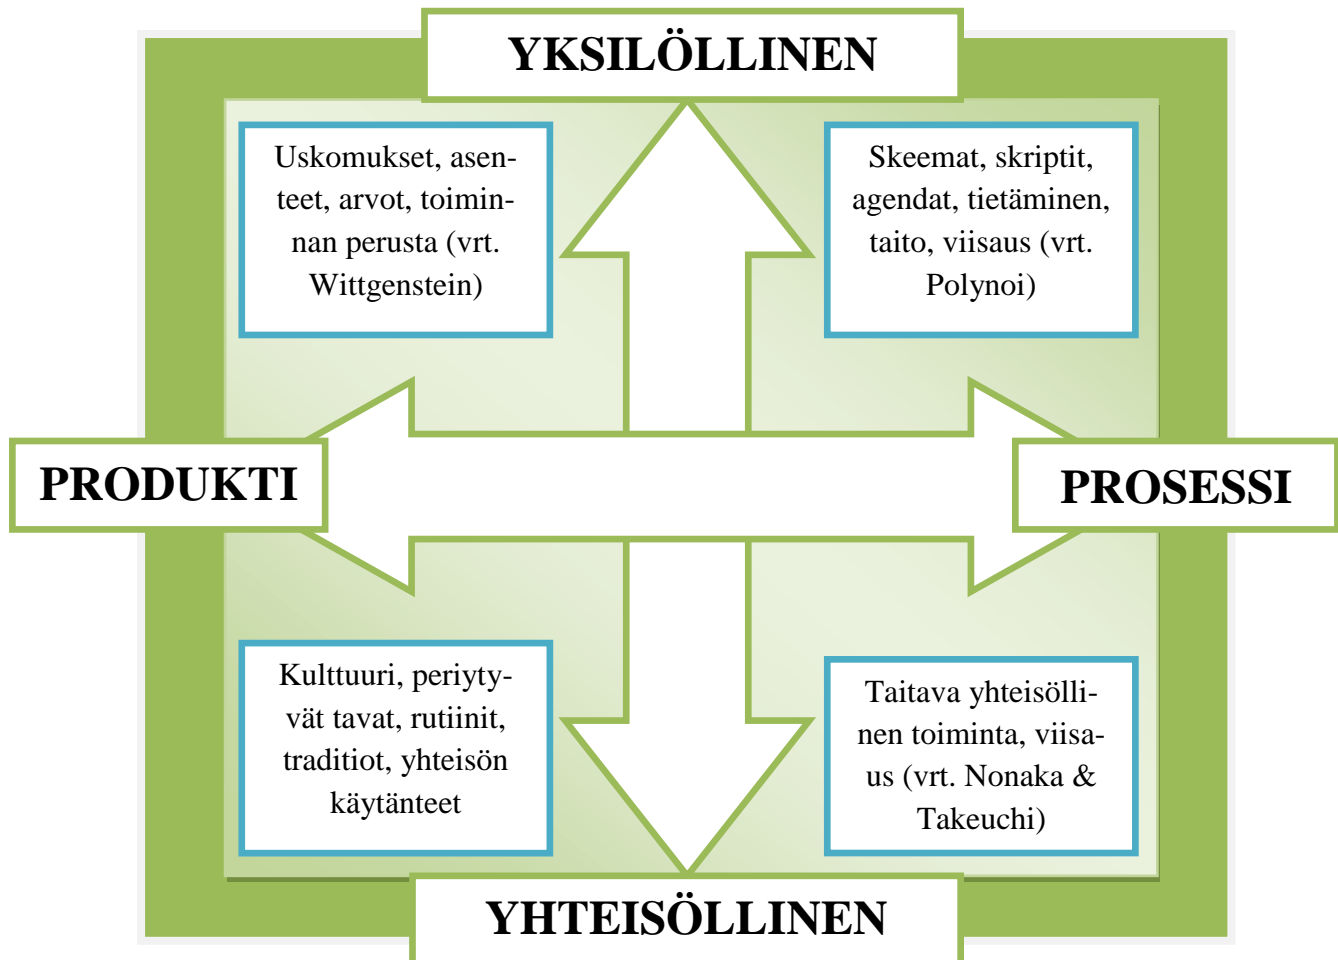 YKSILÖLLINEN
Uskomukset, asen-
teet, arvot, toimin-
nan perusta (vrt.
Wittgenstein)
Skeemat, skriptit,
agendat, tietäminen,
taito, viisaus (vrt.
Polynoi)
PRODUKTI
PROSESSI
Kulttuuri, periyty-
vät tavat, rutiinit,
traditiot, yhteisön
käytänteet
Taitava yhteisölli-
nen toiminta, viisa-
us (vrt. Nonaka &
Takeuchi)
YHTEISÖLLINEN